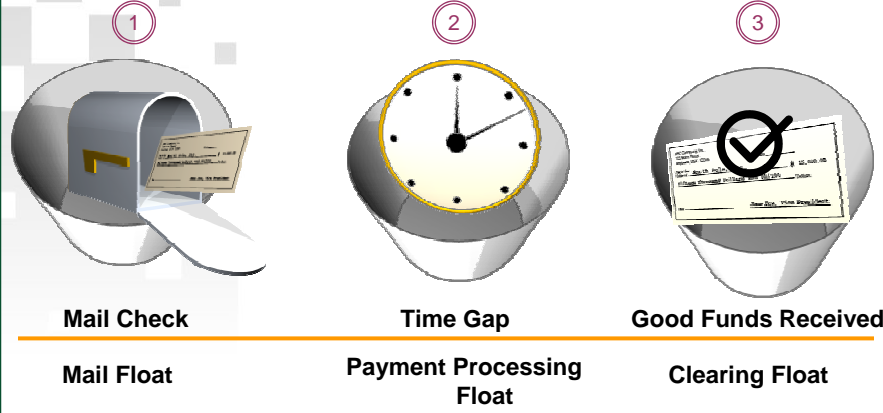 1
2
3
Mail Check
Time Gap
Good Funds Received
Mail Float
Payment Processing
Float
Clearing Float